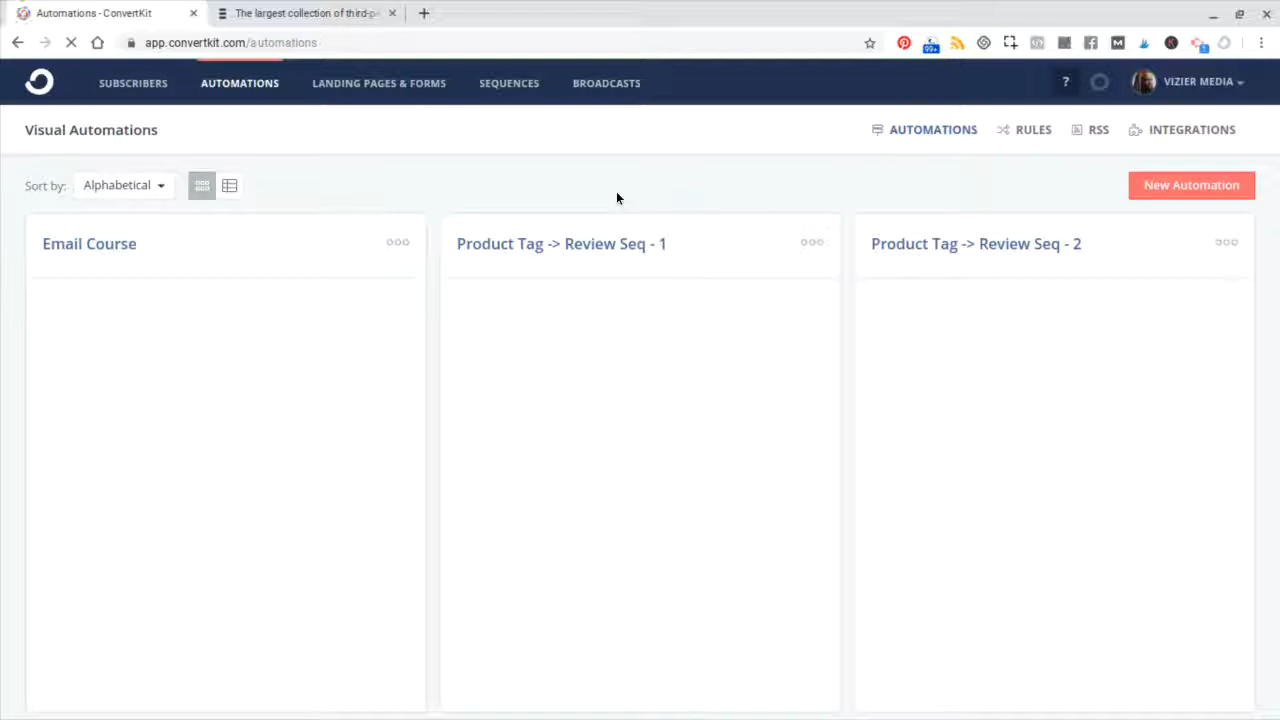 Automations - ConvertKit
The largest collection of third-p
app.convertkit.com/automations
99+
SUBSCRIBERS
AUTOMATIONS
LANDING PAGES & FORMS
SEQUENCES
BROADCASTS
?
VIZIER MEDIA
Visual Automations
AUTOMATIONS
RULES
RSS
INTEGRATIONS
Sort by:
Alphabetical
New Automation
Email Course
Product Tag -> Review Seq - 1
Product Tag -> Review Seq - 2